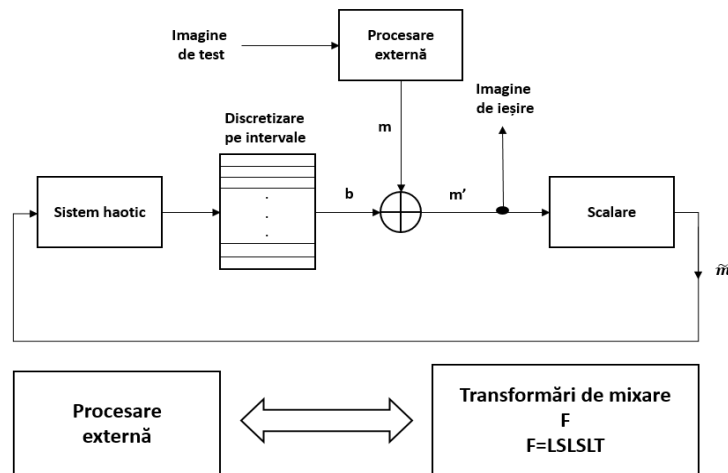 Imagine
de test
Procesare
externă
Imagine
de ieșire
m
Discretizare
pe intervale
Sistem haotic
.
.
.
b
m’
Scalare
m̃
Procesare
externă
Transformări de mixare
F
F=LSLSLT